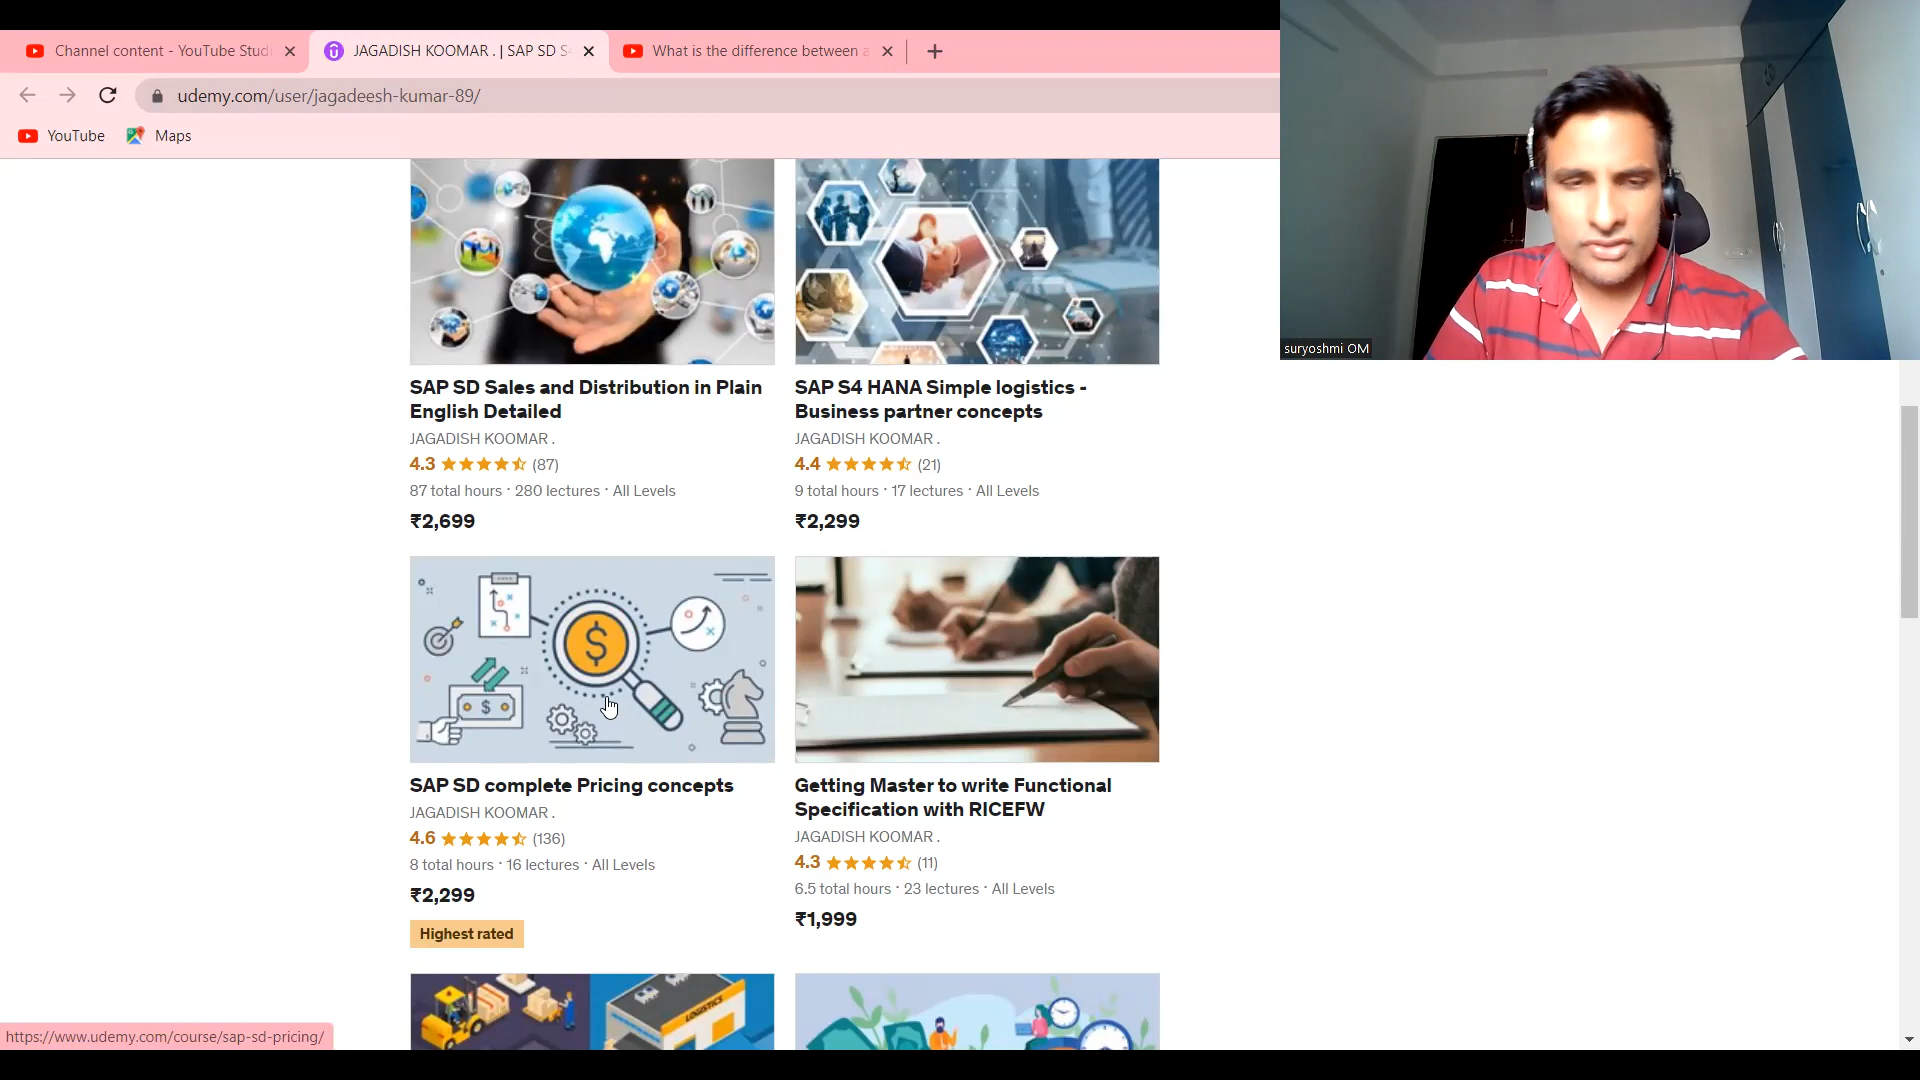 Channel content - YouTube Stud
JAGADISH KOOMAR . | SAP SD S
What is the difference between a
udemy.com/user/jagadeesh-kumar-89/
YouTube
Maps
suryoshmi OM
SAP SD Sales and Distribution in Plain
English Detailed
JAGADISH KOOMAR .
4.3 (87)
87 total hours · 280 lectures · All Levels
₹2,699
SAP S4 HANA Simple logistics -
Business partner concepts
JAGADISH KOOMAR .
4.4 (21)
9 total hours · 17 lectures · All Levels
₹2,299
$
$
SAP SD complete Pricing concepts
JAGADISH KOOMAR .
4.6 (136)
8 total hours · 16 lectures · All Levels
₹2,299
Highest rated
Getting Master to write Functional
Specification with RICEFW
JAGADISH KOOMAR .
4.3 (11)
6.5 total hours · 23 lectures · All Levels
₹1,999
LOGISTICS
https://www.udemy.com/course/sap-sd-pricing/